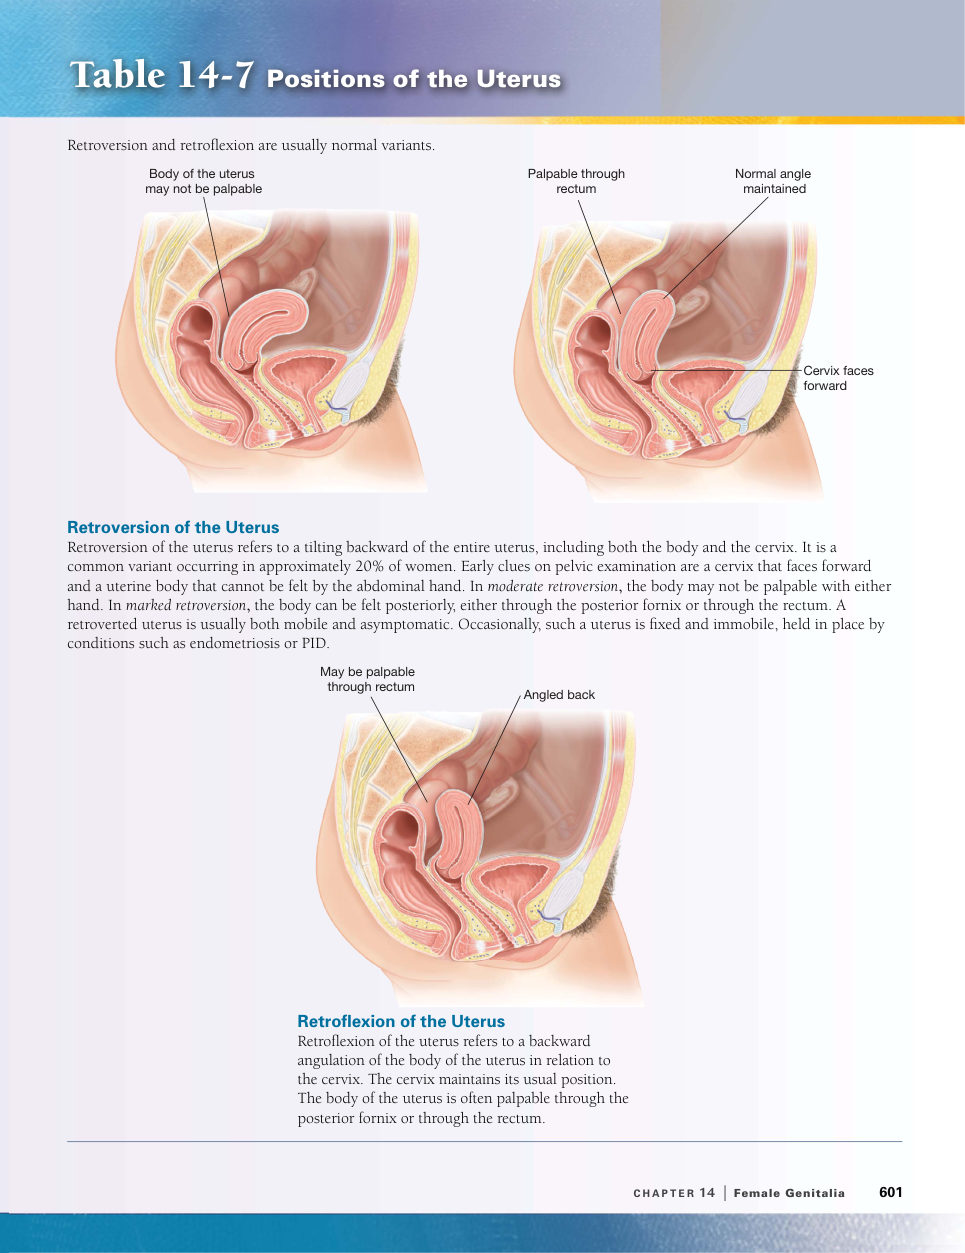 Table 14-7 Positions of the Uterus
Retroversion and retroflexion are usually normal variants.
Body of the uterus
may not be palpable
Palpable through
rectum
Normal angle
maintained
Cervix faces
forward
Retroversion of the Uterus
Retroversion of the uterus refers to a tilting backward of the entire uterus, including both the body and the cervix. It is a
common variant occurring in approximately 20% of women. Early clues on pelvic examination are a cervix that faces forward
and a uterine body that cannot be felt by the abdominal hand. In moderate retroversion, the body may not be palpable with either
hand. In marked retroversion, the body can be felt posteriorly, either through the posterior fornix or through the rectum. A
retroverted uterus is usually both mobile and asymptomatic. Occasionally, such a uterus is fixed and immobile, held in place by
conditions such as endometriosis or PID.
May be palpable
through rectum
Angled back
Retroflexion of the Uterus
Retroflexion of the uterus refers to a backward
angulation of the body of the uterus in relation to
the cervix. The cervix maintains its usual position.
The body of the uterus is often palpable through the
posterior fornix or through the rectum.
CHAPTER 14 | Female Genitalia 601